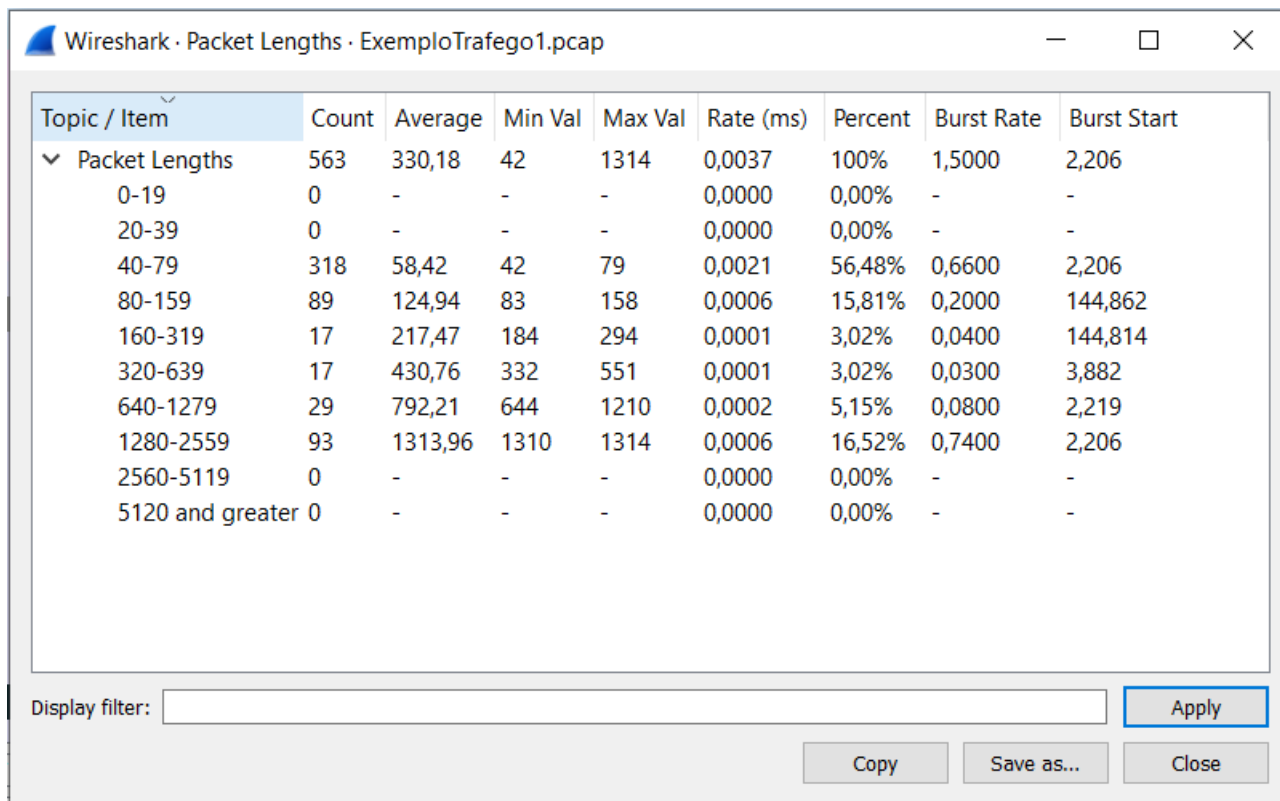 Wireshark · Packet Lengths · ExemploTrafego1.pcap
Topic / Item Count Average Min Val Max Val Rate (ms) Percent Burst Rate Burst Start
Packet Lengths 563 330,18 42 1314 0,0037 100% 1,5000 2,206
0-19 0 - - - 0,0000 0,00% - -
20-39 0 - - - 0,0000 0,00% - -
40-79 318 58,42 42 79 0,0021 56,48% 0,6600 2,206
80-159 89 124,94 83 158 0,0006 15,81% 0,2000 144,862
160-319 17 217,47 184 294 0,0001 3,02% 0,0400 144,814
320-639 17 430,76 332 551 0,0001 3,02% 0,0300 3,882
640-1279 29 792,21 644 1210 0,0002 5,15% 0,0800 2,219
1280-2559 93 1313,96 1310 1314 0,0006 16,52% 0,7400 2,206
2560-5119 0 - - - 0,0000 0,00% - -
5120 and greater 0 - - - 0,0000 0,00% - -
Display filter: Apply
Copy Save as... Close